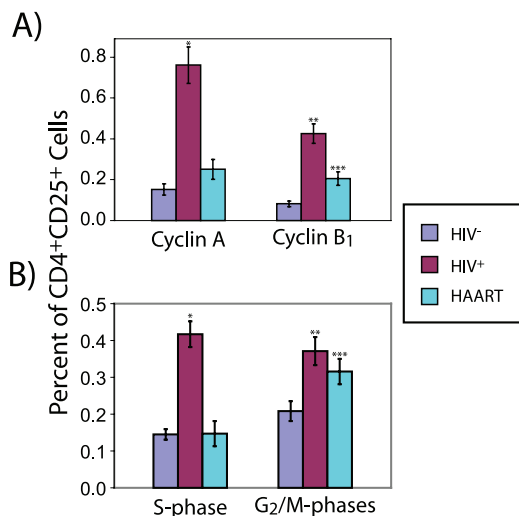 A)
Percent of CD4+CD25+ Cells
0.8
0.6
0.4
0.2
0.0
*
**
***
Cyclin A
Cyclin B1
HIV-
HIV+
HAART
B)
0.5
0.4
0.3
0.2
0.1
0.0
*
**
***
S-phase
G2/M-phases